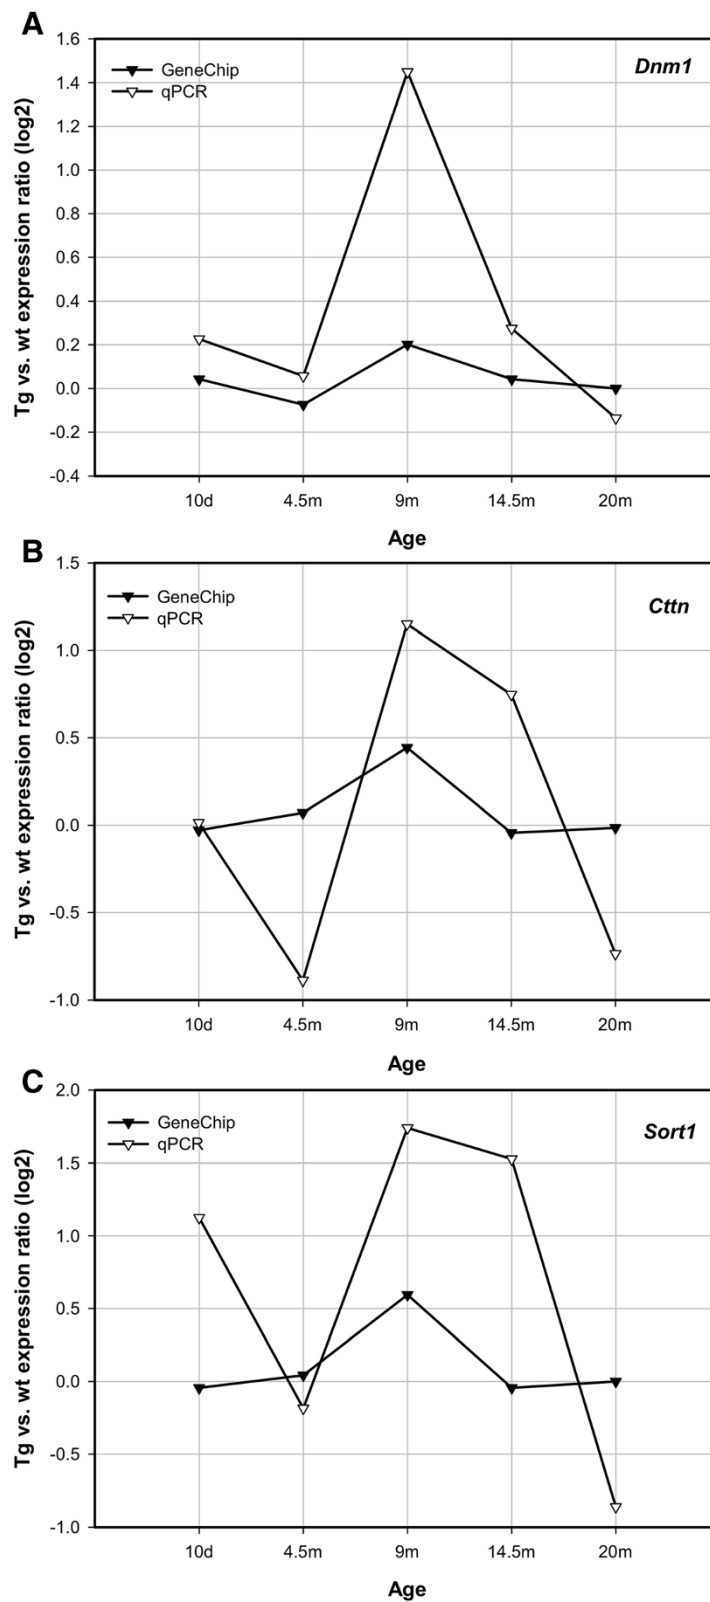 A
Tg vs. wt expression ratio (log2)
1.6
1.4
1.2
1.0
0.8
0.6
0.4
0.2
0.0
-0.2
-0.4
GeneChip
qPCR
Dnm1
10d 4.5m 9m 14.5m 20m
Age
B
Tg vs. wt expression ratio (log2)
1.5
1.0
0.5
0.0
-0.5
-1.0
GeneChip
qPCR
Cttn
10d 4.5m 9m 14.5m 20m
Age
C
Tg vs. wt expression ratio (log2)
2.0
1.5
1.0
0.5
0.0
-0.5
-1.0
GeneChip
qPCR
Sort1
10d 4.5m 9m 14.5m 20m
Age